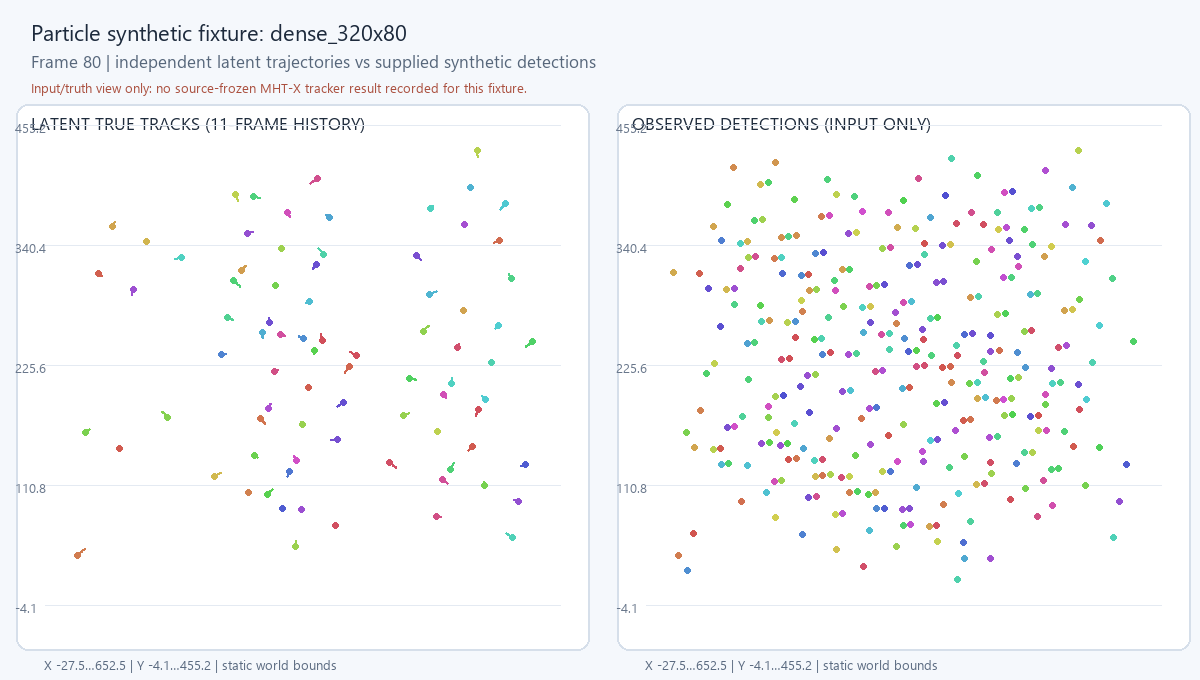 Particle synthetic fixture: dense_320x80
Frame 80 | independent latent trajectories vs supplied synthetic detections
Input/truth view only: no source-frozen MHT-X tracker result recorded for this fixture.
LATENT TRUE TRACKS (11-FRAME HISTORY)
455.2
340.4
225.6
110.8
-4.1
X -27.5...652.5 | Y -4.1...455.2 | static world bounds
OBSERVED DETECTIONS (INPUT ONLY)
455.2
340.4
225.6
110.8
-4.1
X -27.5...652.5 | Y -4.1...455.2 | static world bounds